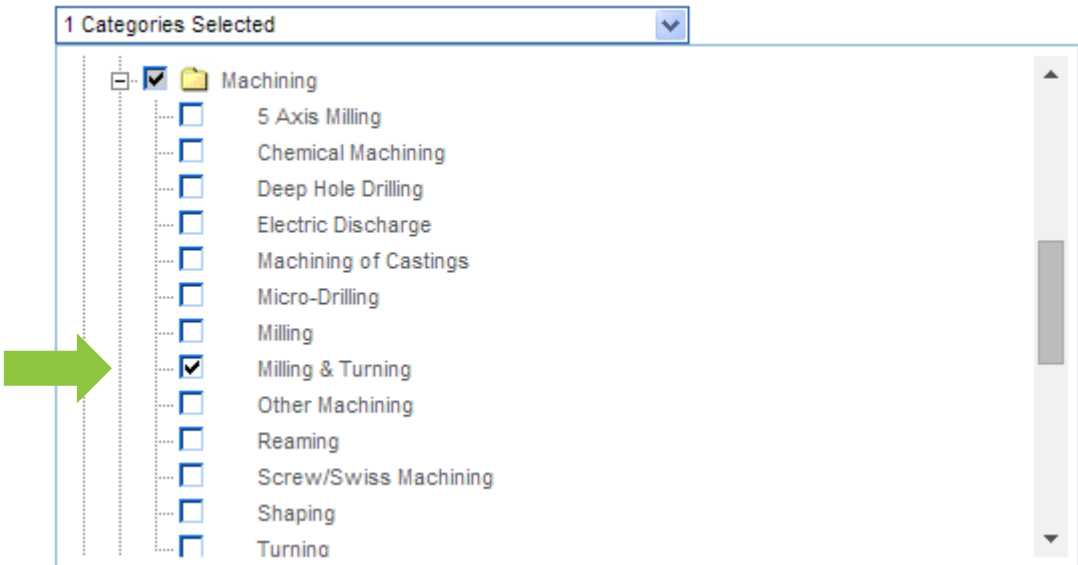 1 Categories Selected
Machining
5 Axis Milling
Chemical Machining
Deep Hole Drilling
Electric Discharge
Machining of Castings
Micro-Drilling
Milling
Milling & Turning
Other Machining
Reaming
Screw/Swiss Machining
Shaping
Turning